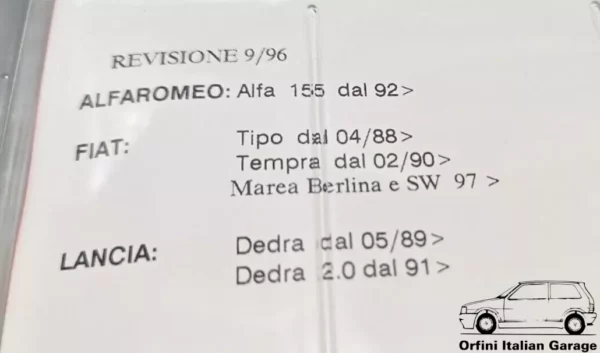 REVISIONE 9/96
ALFAROMEO: Alfa 155 dal 92>
FIAT: Tipo dal 04/88>
Tempra dal 02/90>
Marea Berlina e SW 97 >
LANCIA: Dedra dal 05/89>
Dedra 2.0 dal 91>
Orfini Italian Garage